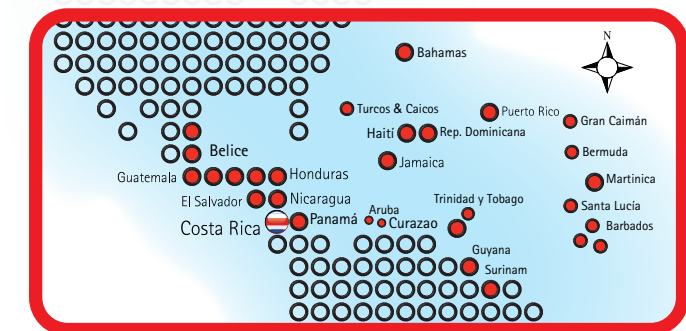 N
Bahamas
Turcos & Caicos
Puerto Rico
Gran Caimán
Haití
Rep. Dominicana
Belice
Jamaica
Bermuda
Guatemala
Honduras
Martinica
El Salvador
Nicaragua
Trinidad y Tobago
Santa Lucía
Costa Rica
Panamá
Aruba
Curazao
Barbados
Guyana
Surinam